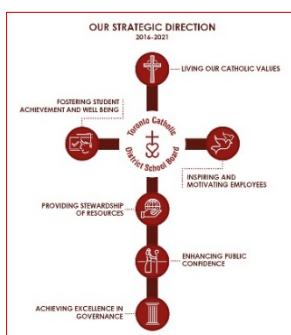 OUR STRATEGIC DIRECTION
2016-2021
LIVING OUR CATHOLIC VALUES
FOSTERING STUDENT
ACHIEVEMENT AND WELL BEING
Toronto Catholic
District School Board
INSPIRING AND
MOTIVATING EMPLOYEES
PROVIDING STEWARDSHIP
OF RESOURCES
ENHANCING PUBLIC
CONFIDENCE
ACHIEVING EXCELLENCE IN
GOVERNANCE